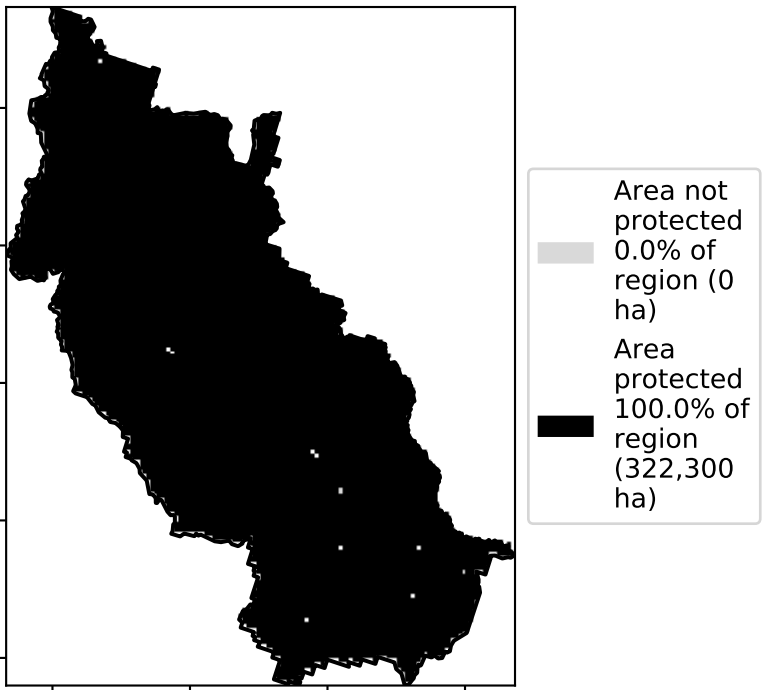 Area not
protected
0.0% of
region (0
ha)
Area
protected
100.0% of
region
(322,300
ha)